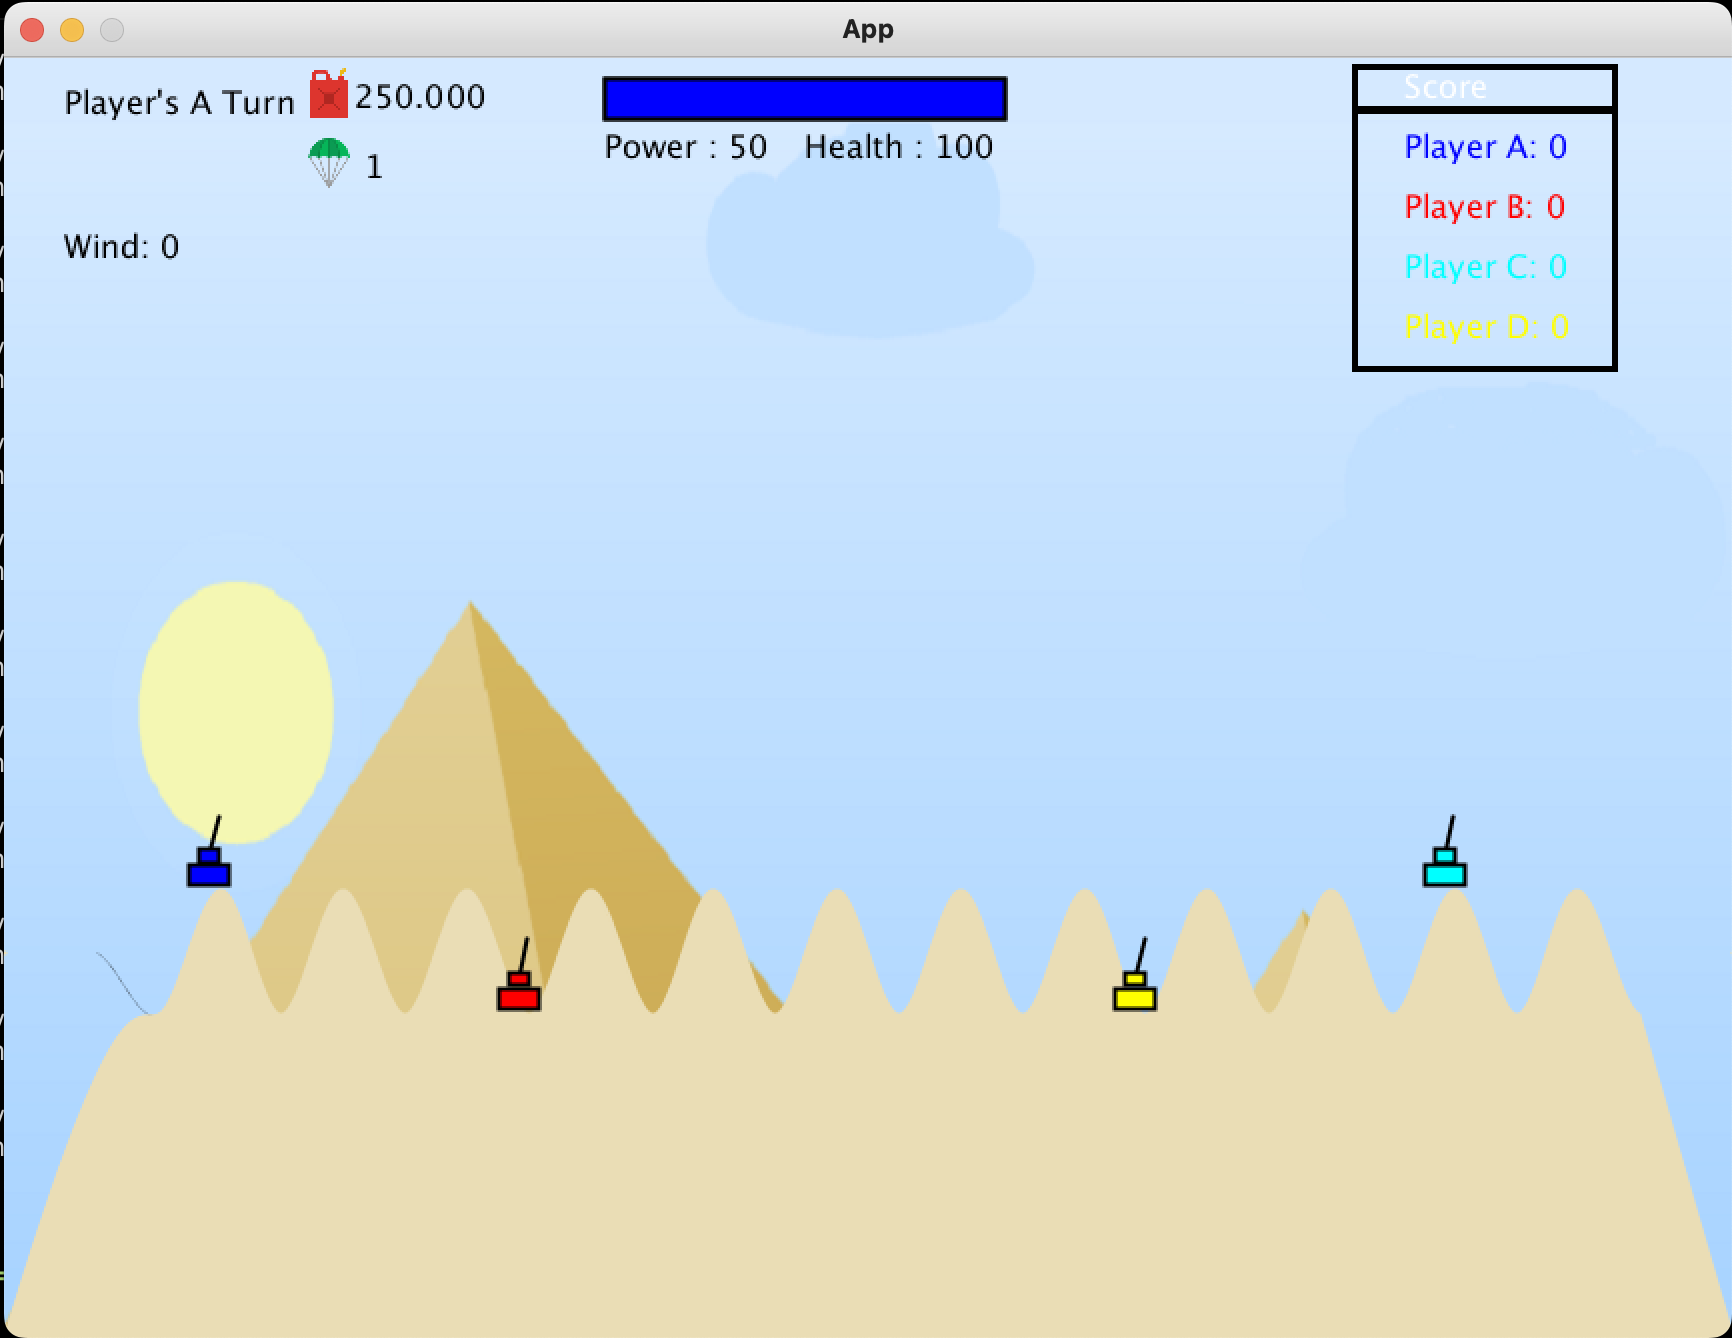 App
Player's A Turn 250.000
1
Power : 50 Health : 100
Wind: 0
Score
Player A: 0
Player B: 0
Player C: 0
Player D: 0